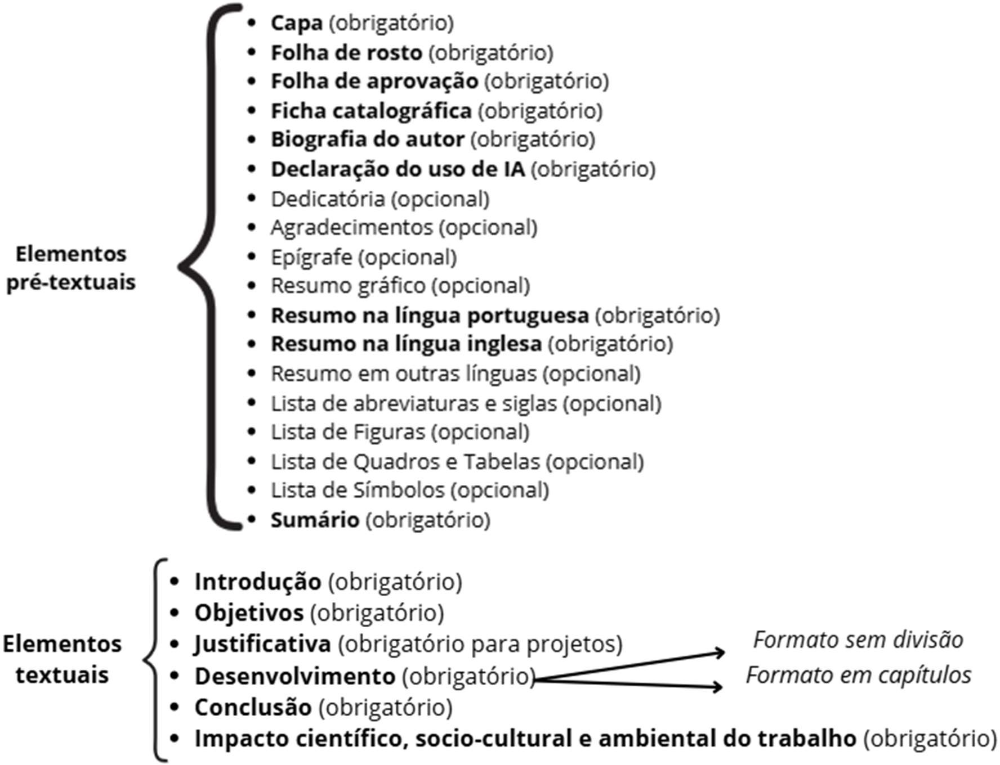 Elementos
pré-textuais
• Capa (obrigatório)
• Folha de rosto (obrigatório)
• Folha de aprovação (obrigatório)
• Ficha catalográfica (obrigatório)
• Biografia do autor (obrigatório)
• Declaração do uso de IA (obrigatório)
• Dedicatória (opcional)
• Agradecimentos (opcional)
• Epígrafe (opcional)
• Resumo gráfico (opcional)
• Resumo na língua portuguesa (obrigatório)
• Resumo na língua inglesa (obrigatório)
• Resumo em outras línguas (opcional)
• Lista de abreviaturas e siglas (opcional)
• Lista de Figuras (opcional)
• Lista de Quadros e Tabelas (opcional)
• Lista de Símbolos (opcional)
• Sumário (obrigatório)
Elementos
textuais
• Introdução (obrigatório)
• Objetivos (obrigatório)
• Justificativa (obrigatório para projetos)
• Desenvolvimento (obrigatório)
Formato sem divisão
Formato em capítulos
• Conclusão (obrigatório)
• Impacto científico, socio-cultural e ambiental do trabalho (obrigatório)